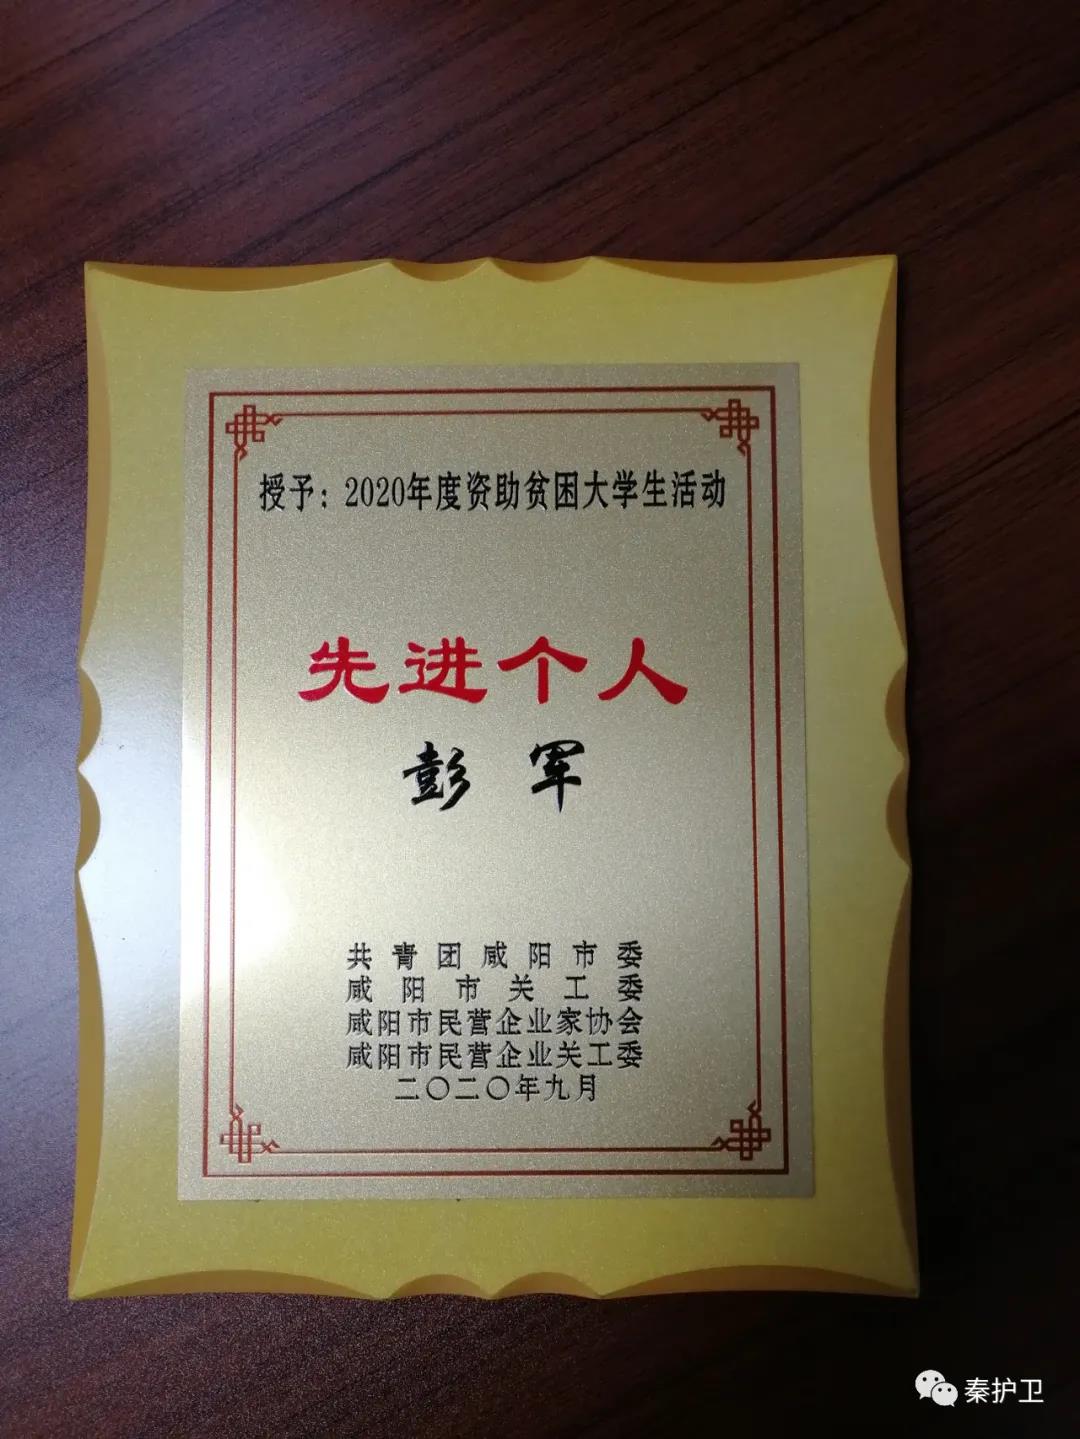 授予：2020年度资助贫困大学生活动
先进个人
彭军
共青团咸阳市委
咸阳市关工委
咸阳市民营企业家协会
咸阳市民营企业关工委
二〇二〇年九月
秦护卫